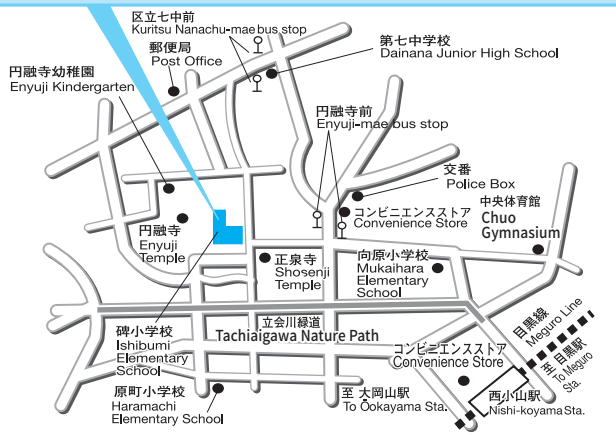 区立七中前
Kuritsu Nanachu-mae bus stop
郵便局
Post Office
第七中学校
Dainana Junior High School
円融寺幼稚園
Enyuji Kindergarten
円融寺前
Enyuji-mae bus stop
交番
Police Box
中央体育館
Chuo
Gymnasium
コンビニエンスストア
Convenience Store
円融寺
Enyuji
Temple
正泉寺
Shosenji
Temple
向原小学校
Mukaihara
Elementary
School
碑小学校
Ishibumi
Elementary
School
立会川緑道
Tachiaigawa Nature Path
目黒線
Meguro Line
至 目黒駅
To Meguro
Sta.
コンビニエンスストア
Convenience Store
原町小学校
Haramachi
Elementary School
至 大岡山駅
To Ookayama Sta.
西小山駅
Nishi-koyama Sta.